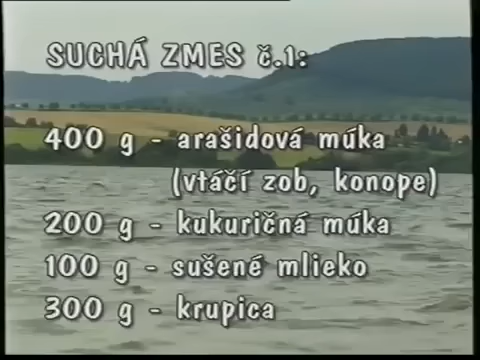 SUCHÁ ZMES č.1:
400 g - arašidová múka
(vtáčí zob, konope)
200 g - kukuričná múka
100 g - sušené mlieko
300 g - krupica